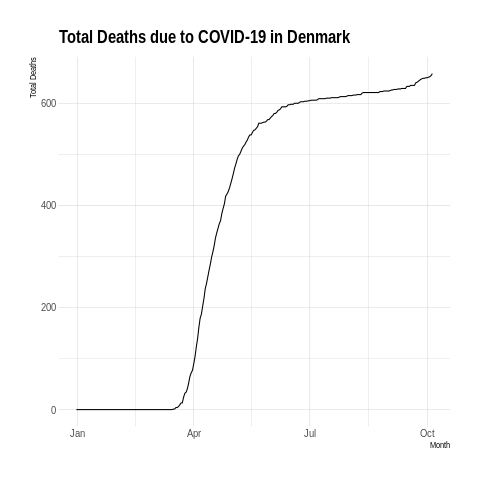 Total Deaths due to COVID-19 in Denmark
Total Deaths
600
400
200
0
Jan Apr Jul Oct
Month